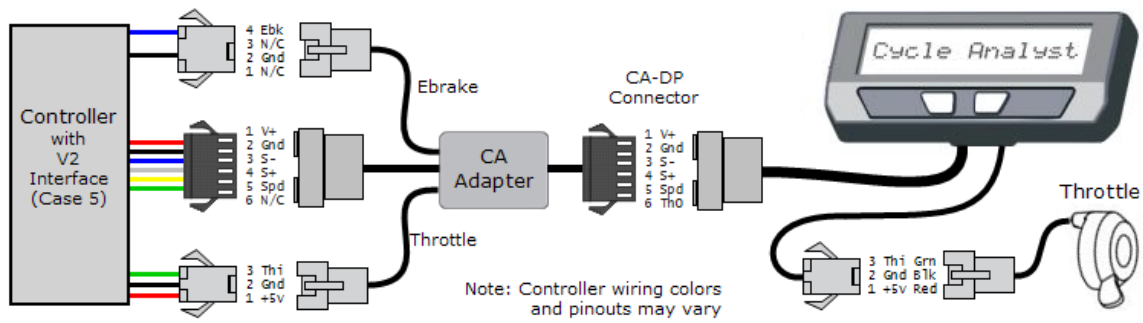 4 Ebk
3 N/C
2 Gnd
1 N/C
Ebrake
Controller
with
V2
Interface
(Case 5)
1 V+
2 Gnd
3 S-
4 S+
5 Spd
6 N/C
CA
Adapter
CA-DP
Connector
1 V+
2 Gnd
3 S-
4 S+
5 Spd
6 ThO
Cycle Analyst
Throttle
3 Thi
2 Gnd
1 +5v
Throttle
3 Thi Grn
2 Gnd Blk
1 +5v Red
Note: Controller wiring colors
and pinouts may vary